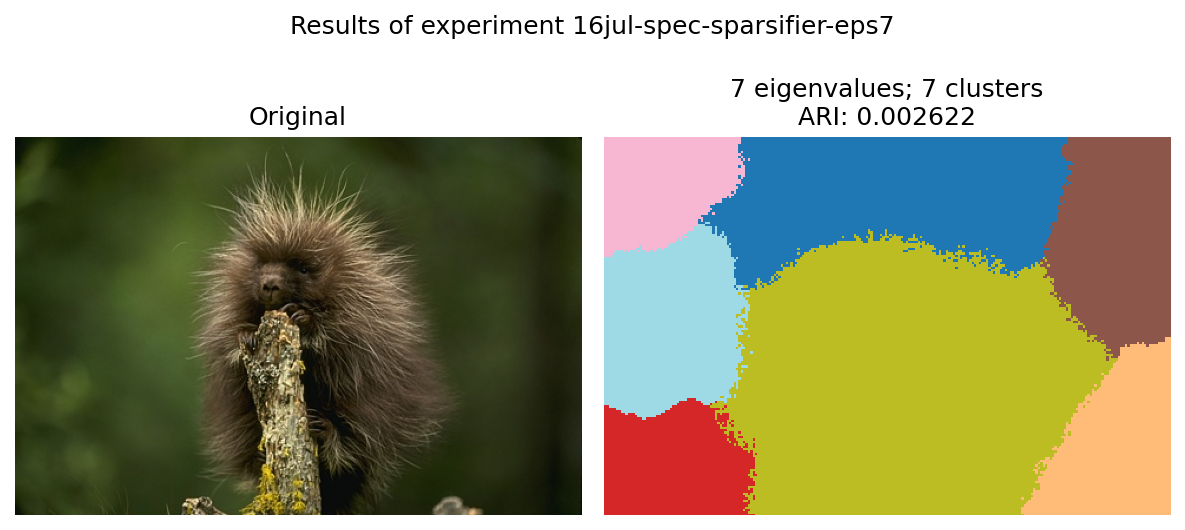 Results of experiment 16jul-spec-sparsifier-eps7
Original
7 eigenvalues; 7 clusters
ARI: 0.002622